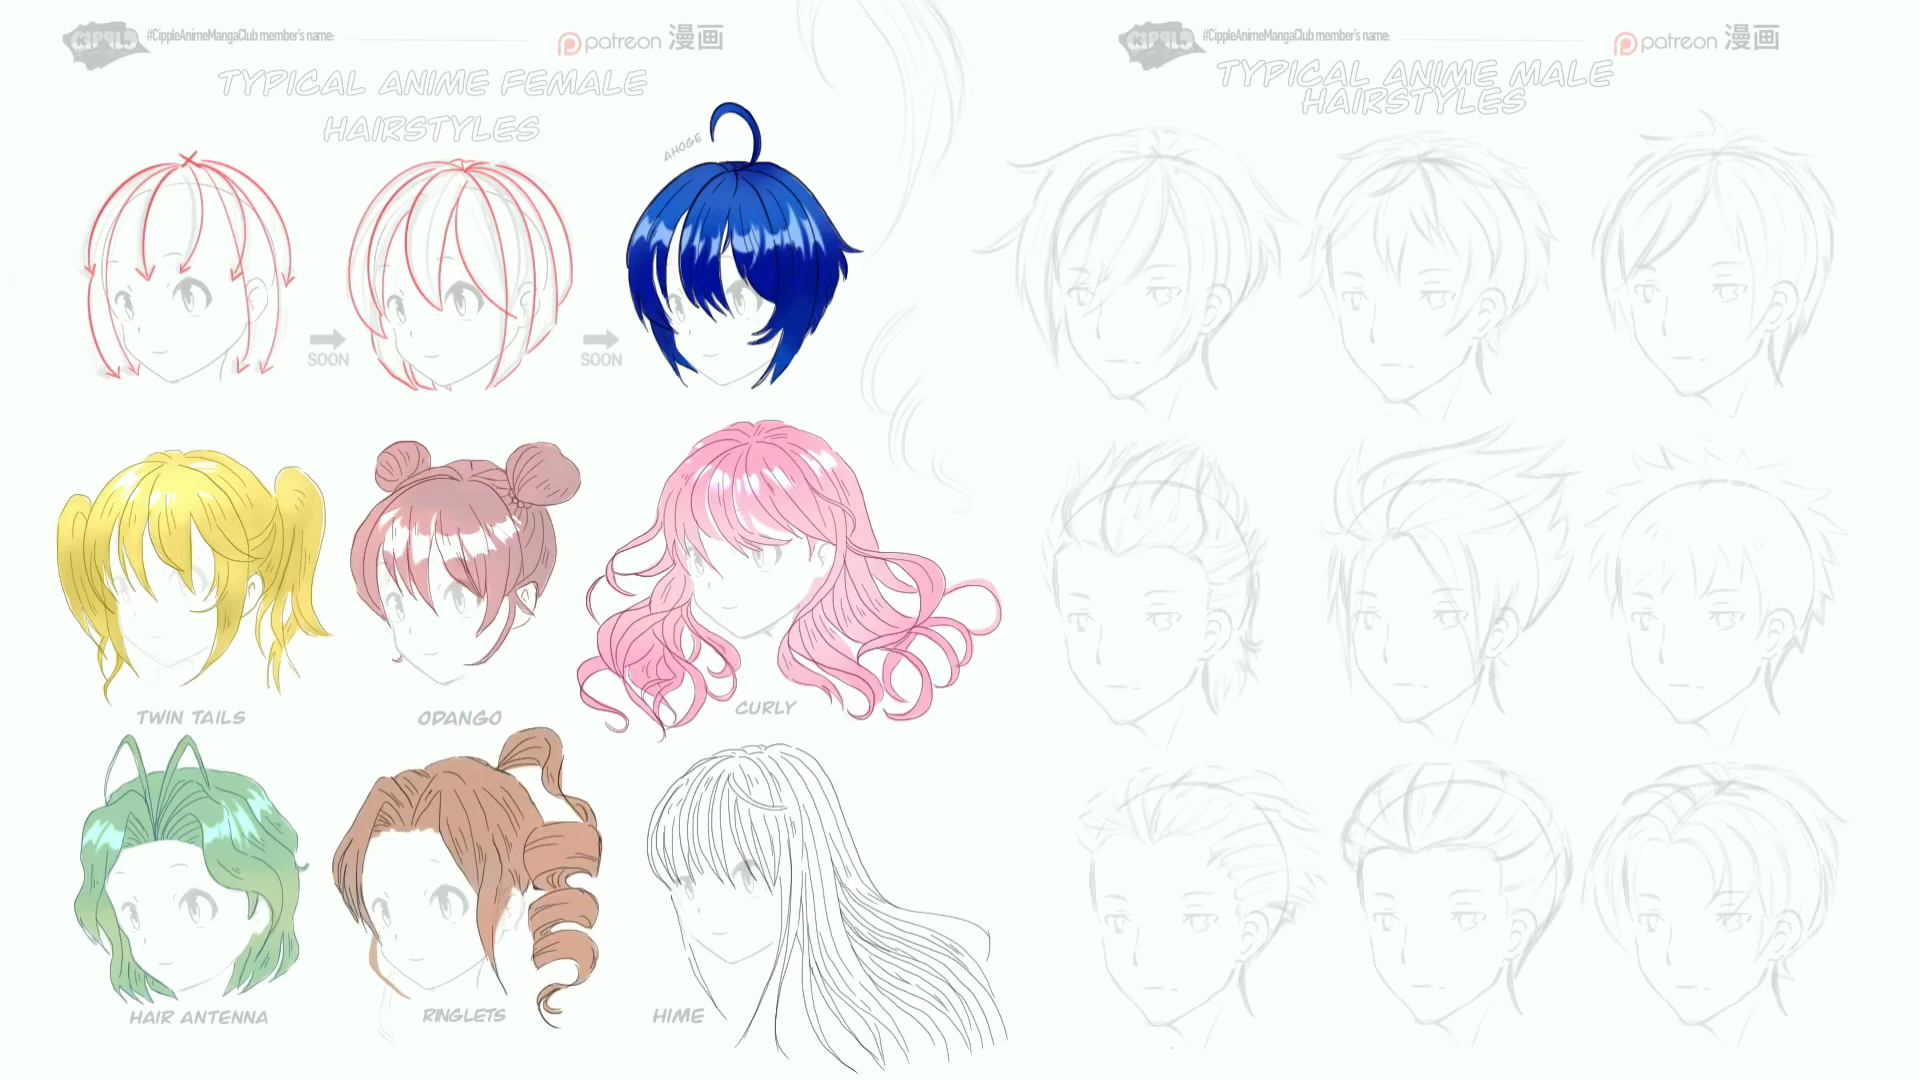 CIPPLE #CippleAnimeMangaClub member's name:
patreon 漫画
TYPICAL ANIME FEMALE
HAIRSTYLES
AHOGE
SOON
SOON
TWIN TAILS
ODANGO
CURLY
HAIR ANTENNA
RINGLETS
HIME
#CippleAnimeMangaClub member's name:
patreon 漫画
TYPICAL ANIME MALE
HAIRSTYLES